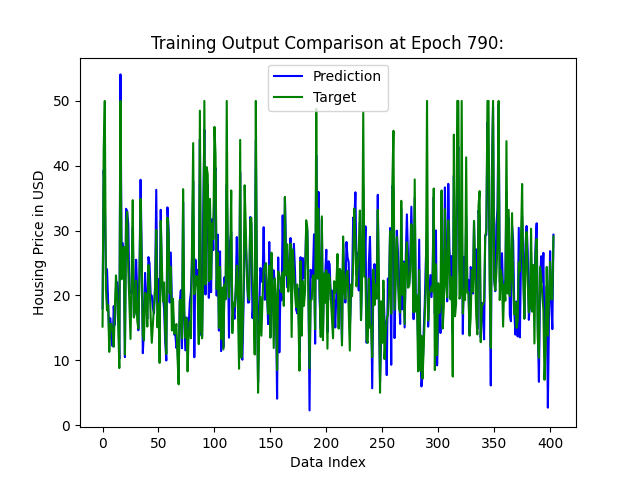 Training Output Comparison at Epoch 790:
Prediction
Target
Housing Price in USD
50
40
30
20
10
0
0 50 100 150 200 250 300 350 400
Data Index